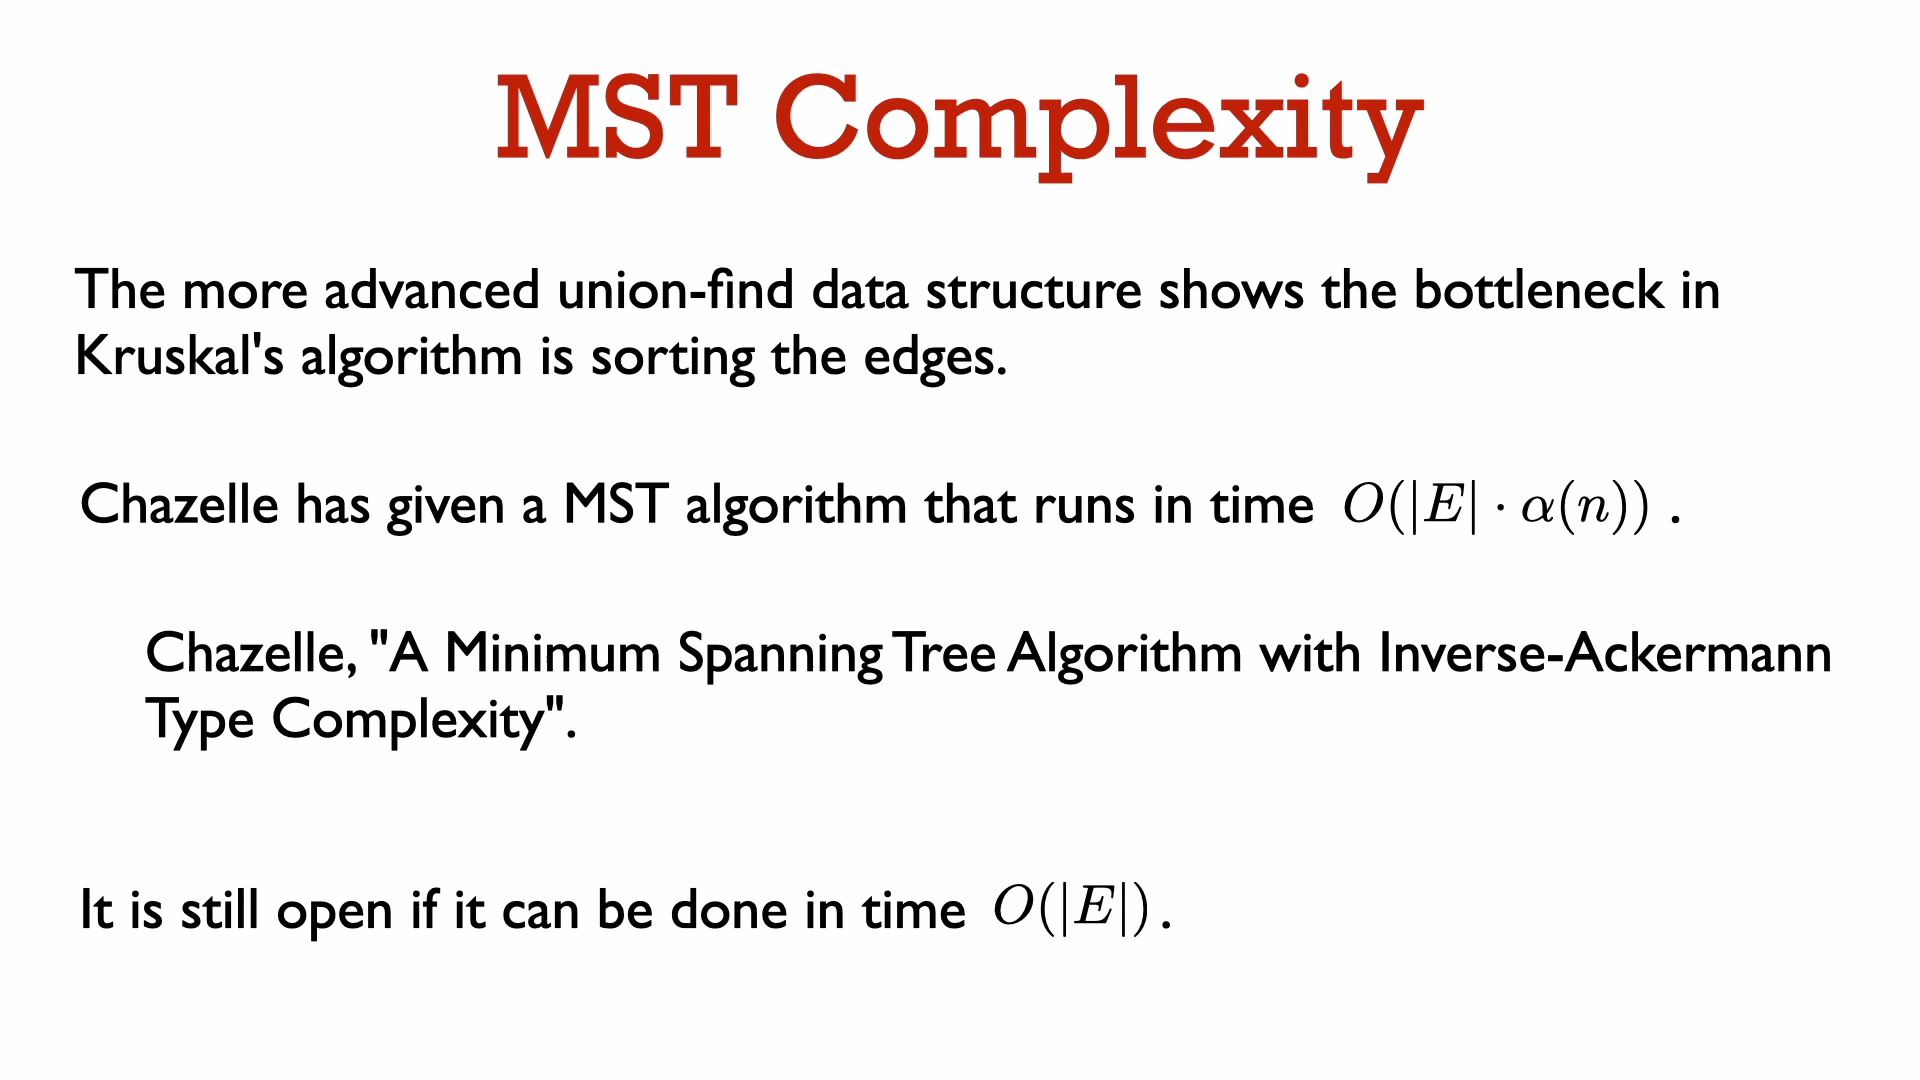 MST Complexity
The more advanced union-find data structure shows the bottleneck in
Kruskal's algorithm is sorting the edges.
Chazelle has given a MST algorithm that runs in time O(|E| · α(n)) .
Chazelle, "A Minimum Spanning Tree Algorithm with Inverse-Ackermann
Type Complexity".
It is still open if it can be done in time O(|E|) .